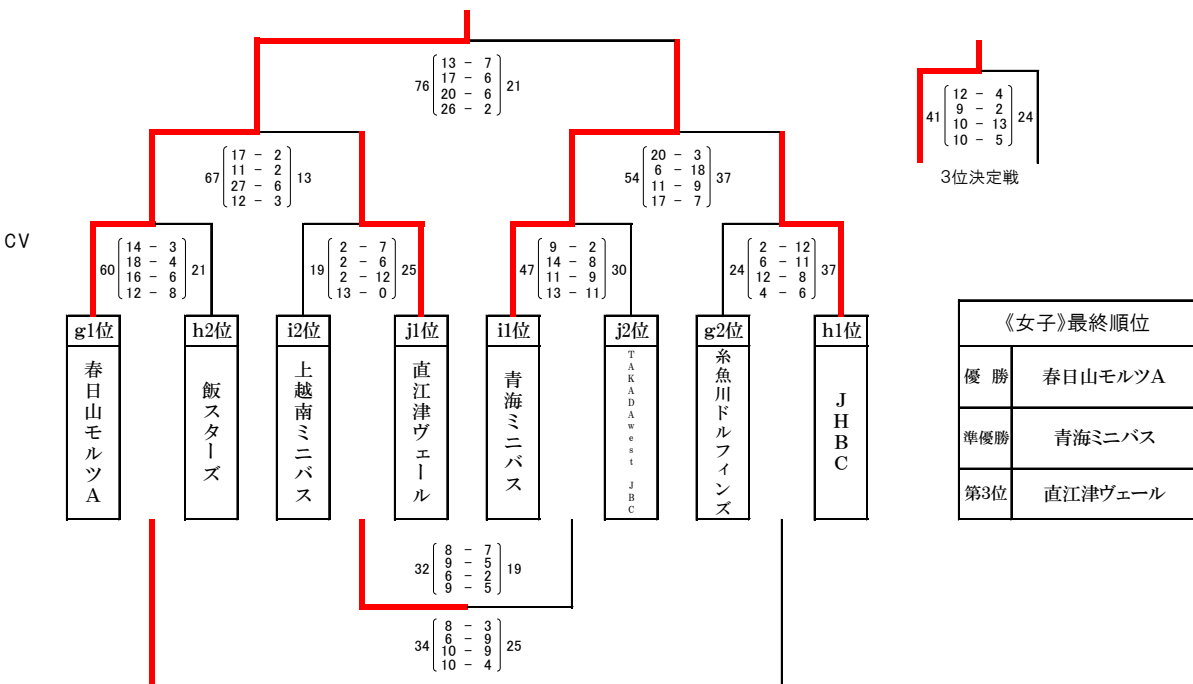 76 13 - 7 21
17 - 6
20 - 6
26 - 2
41 12 - 4 24
9 - 2
10 - 13
10 - 5
3位決定戦
67 17 - 2 13
11 - 2
27 - 6
12 - 3
54 20 - 3 37
6 - 18
11 - 9
17 - 7
CV
60 14 - 3 21
18 - 4
16 - 6
12 - 8
19 2 - 7 25
2 - 6
2 - 12
13 - 0
47 9 - 2 30
14 - 8
11 - 9
13 - 11
24 2 - 12 37
6 - 11
12 - 8
4 - 6
g1位
春日山モルツA
h2位
飯スターズ
i2位
上越南ミニバス
j1位
直江津ヴェール
i1位
青海ミニバス
j2位
TAKADAwest JBC
g2位
糸魚川ドルフィンズ
h1位
JHBC
《女子》最終順位
優 勝 春日山モルツA
準優勝 青海ミニバス
第3位 直江津ヴェール
32 8 - 7 19
9 - 5
6 - 2
9 - 5
34 8 - 3 25
6 - 9
10 - 9
10 - 4